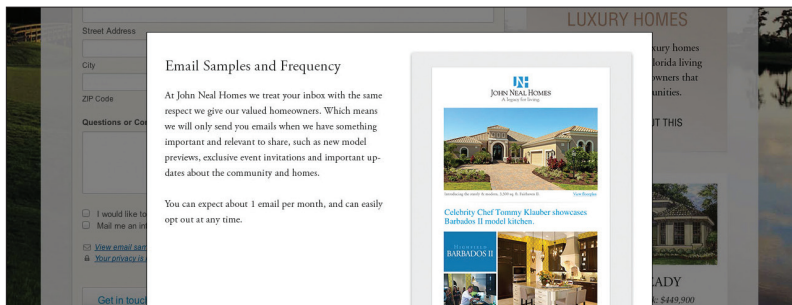 LUXURY HOMES
Street Address
City
ZIP Code
Questions or Co
I would like to
Mail me an in
View email sam
Your privacy is
Get in touc
Email Samples and Frequency
At John Neal Homes we treat your inbox with the same
respect we give our valued homeowners. Which means
we will only send you emails when we have something
important and relevant to share, such as new model
previews, exclusive event invitations and important up-
dates about the community and homes.
You can expect about 1 email per month, and can easily
opt out at any time.
JOHN NEAL HOMES
A legacy for living.
View Floorplan
Celebrity Chef Tommy Klauber showcases
Barbados II model kitchen.
HIGHFIELD
BARBADOS II
xury homes
lorida living
owners that
unities.
UT THIS
ADY
k: $449,900